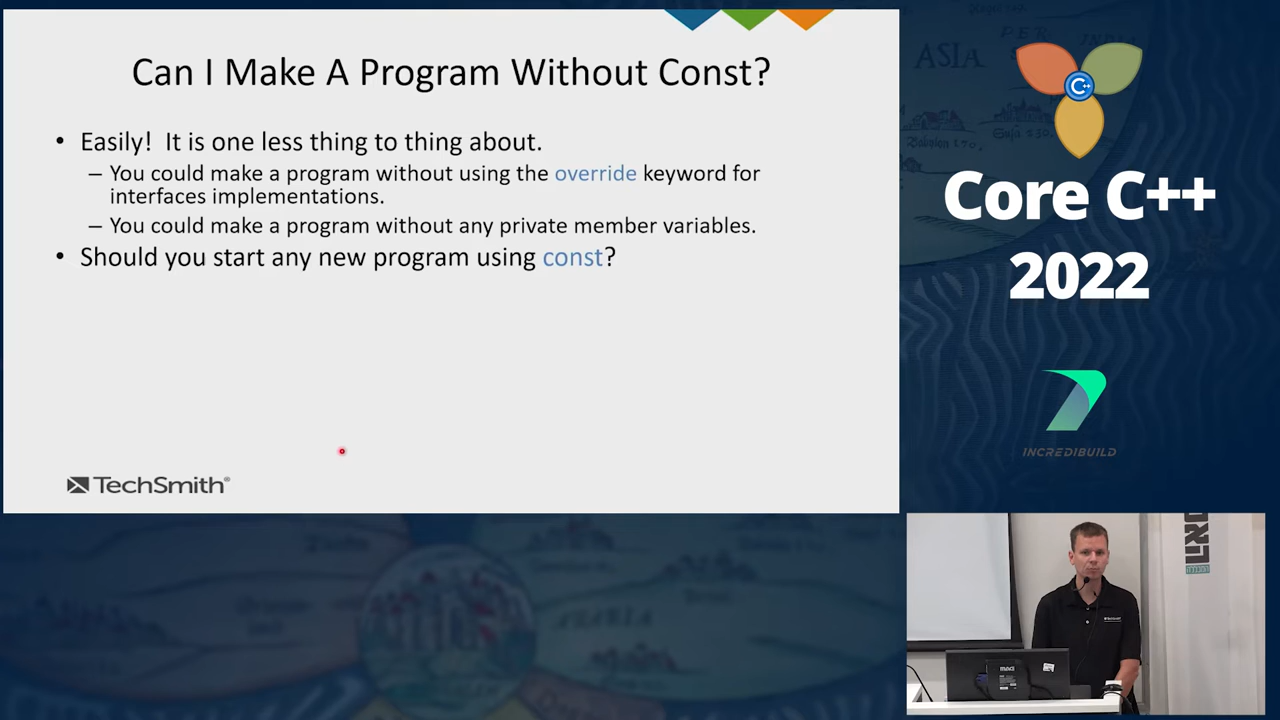 Can I Make A Program Without Const?
• Easily! It is one less thing to thing about.
– You could make a program without using the override keyword for
interfaces implementations.
– You could make a program without any private member variables.
• Should you start any new program using const?
TechSmith®
ASIA
C++
Core C++
2022
INCREDIBUILD